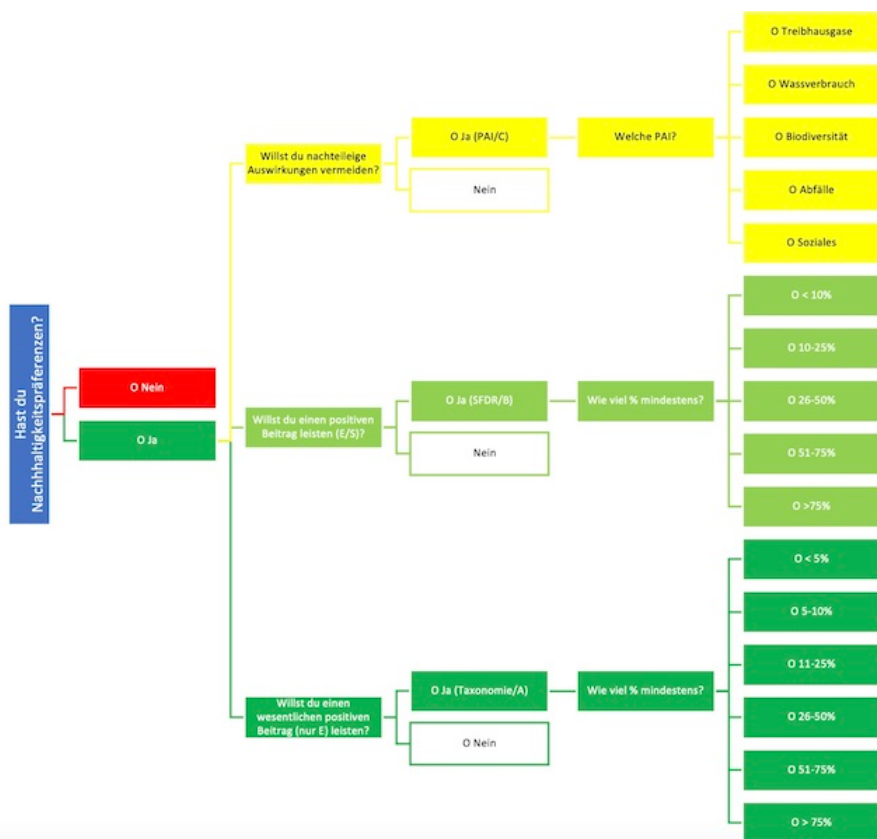 Hast du
Nachhhaltigkeitspräferenzen?
O Nein
O Ja
Willst du nachteileige
Auswirkungen vermeiden?
O Ja (PAI/C)
Nein
Welche PAI?
O Treibhausgase
O Wassverbrauch
O Biodiversität
O Abfälle
O Soziales
Willst du einen positiven
Beitrag leisten (E/S)?
O Ja (SFDR/B)
Nein
Wie viel % mindestens?
O < 10%
O 10-25%
O 26-50%
O 51-75%
O >75%
Willst du einen
wesentlichen positiven
Beitrag (nur E) leisten?
O Ja (Taxonomie/A)
O Nein
Wie viel % mindestens?
O < 5%
O 5-10%
O 11-25%
O 26-50%
O 51-75%
O > 75%